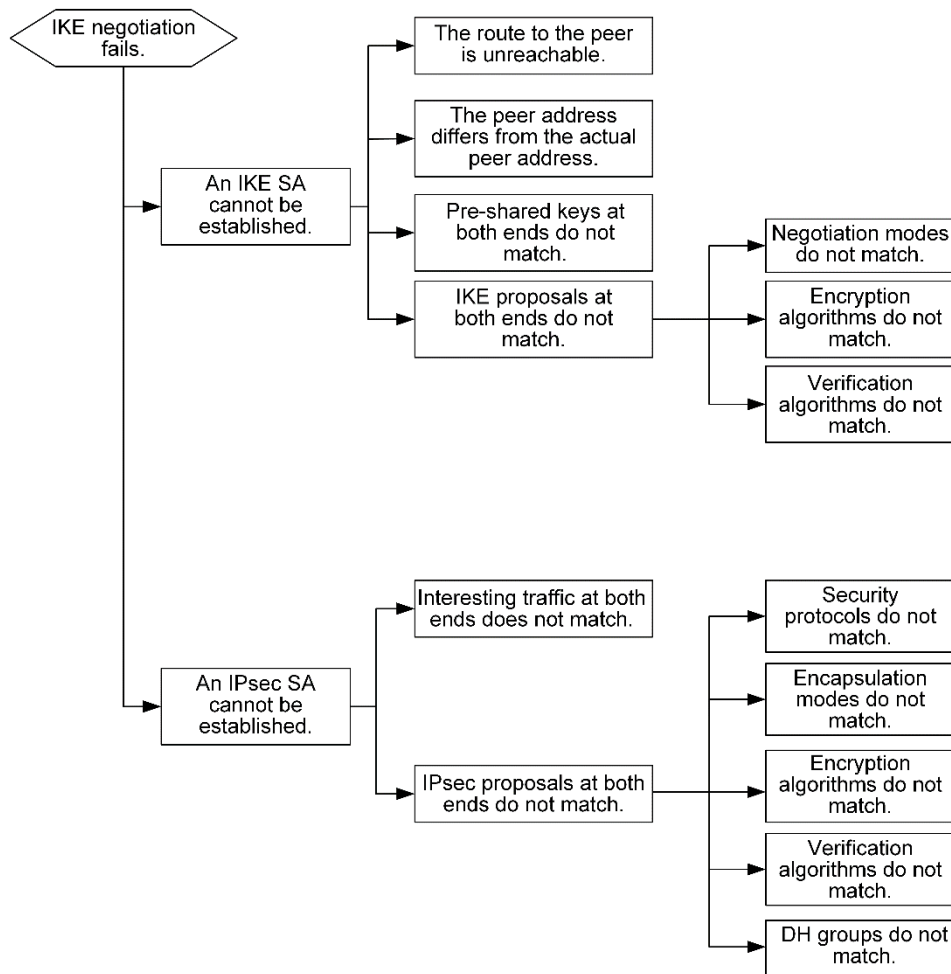 IKE negotiation
fails.
The route to the peer
is unreachable.
The peer address
differs from the actual
peer address.
An IKE SA
cannot be
established.
Pre-shared keys at
both ends do not
match.
IKE proposals at
both ends do not
match.
Negotiation modes
do not match.
Encryption
algorithms do not
match.
Verification
algorithms do not
match.
An IPsec SA
cannot be
established.
Interesting traffic at both
ends does not match.
IPsec proposals at both
ends do not match.
Security
protocols do not
match.
Encapsulation
modes do not
match.
Encryption
algorithms do not
match.
Verification
algorithms do not
match.
DH groups do not
match.